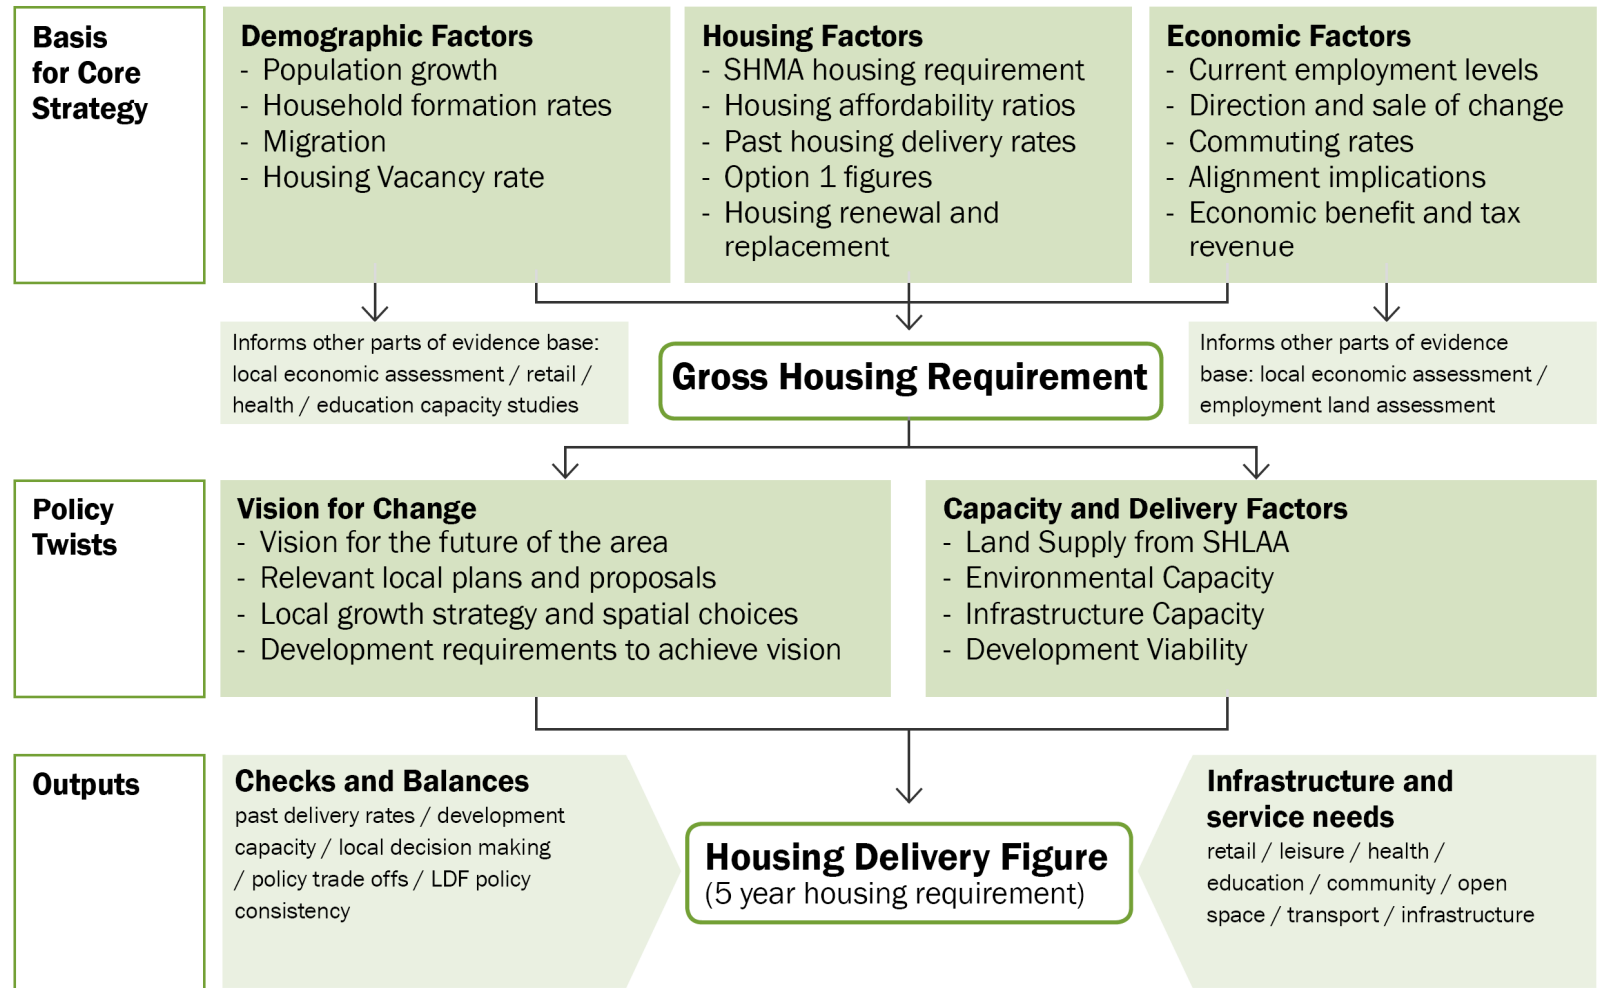 Basis
for Core
Strategy
Demographic Factors
- Population growth
- Household formation rates
- Migration
- Housing Vacancy rate
Housing Factors
- SHMA housing requirement
- Housing affordability ratios
- Past housing delivery rates
- Option 1 figures
- Housing renewal and
replacement
Economic Factors
- Current employment levels
- Direction and sale of change
- Commuting rates
- Alignment implications
- Economic benefit and tax
revenue
Informs other parts of evidence base:
local economic assessment / retail /
health / education capacity studies
Gross Housing Requirement
Informs other parts of evidence
base: local economic assessment /
employment land assessment
Policy
Twists
Vision for Change
- Vision for the future of the area
- Relevant local plans and proposals
- Local growth strategy and spatial choices
- Development requirements to achieve vision
Capacity and Delivery Factors
- Land Supply from SHLAA
- Environmental Capacity
- Infrastructure Capacity
- Development Viability
Outputs
Checks and Balances
past delivery rates / development
capacity / local decision making
/ policy trade offs / LDF policy
consistency
Housing Delivery Figure
(5 year housing requirement)
Infrastructure and
service needs
retail / leisure / health /
education / community / open
space / transport / infrastructure